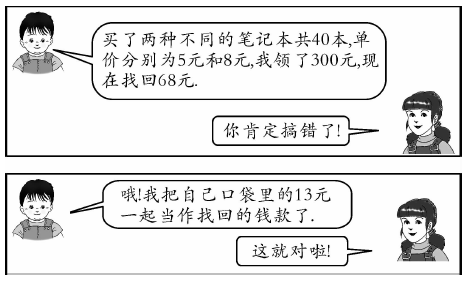 买了两种不同的笔记本共40本,单
价分别为5元和8元,我领了300元,现
在找回68元.
你肯定搞错了!
哦!我把自己口袋里的13元
一起当作找回的钱款了.
这就对啦!